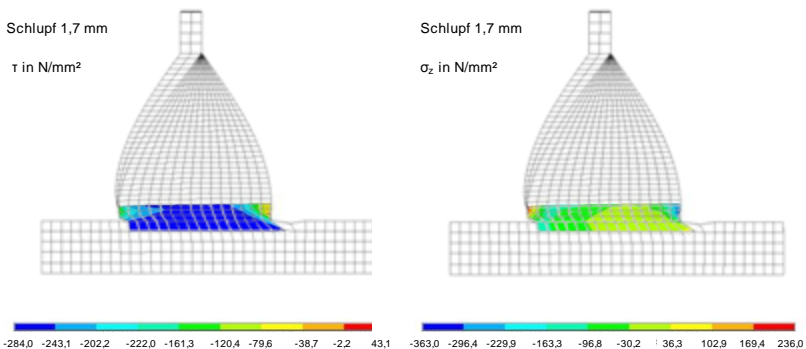 Schlupf 1,7 mm
τ in N/mm²
-284,0 -243,1 -202,2 -222,0 -161,3 -120,4 -79,6 -38,7 -2,2 43,1
Schlupf 1,7 mm
σz in N/mm²
-363,0 -296,4 -229,9 -163,3 -96,8 -30,2 36,3 102,9 169,4 236,0